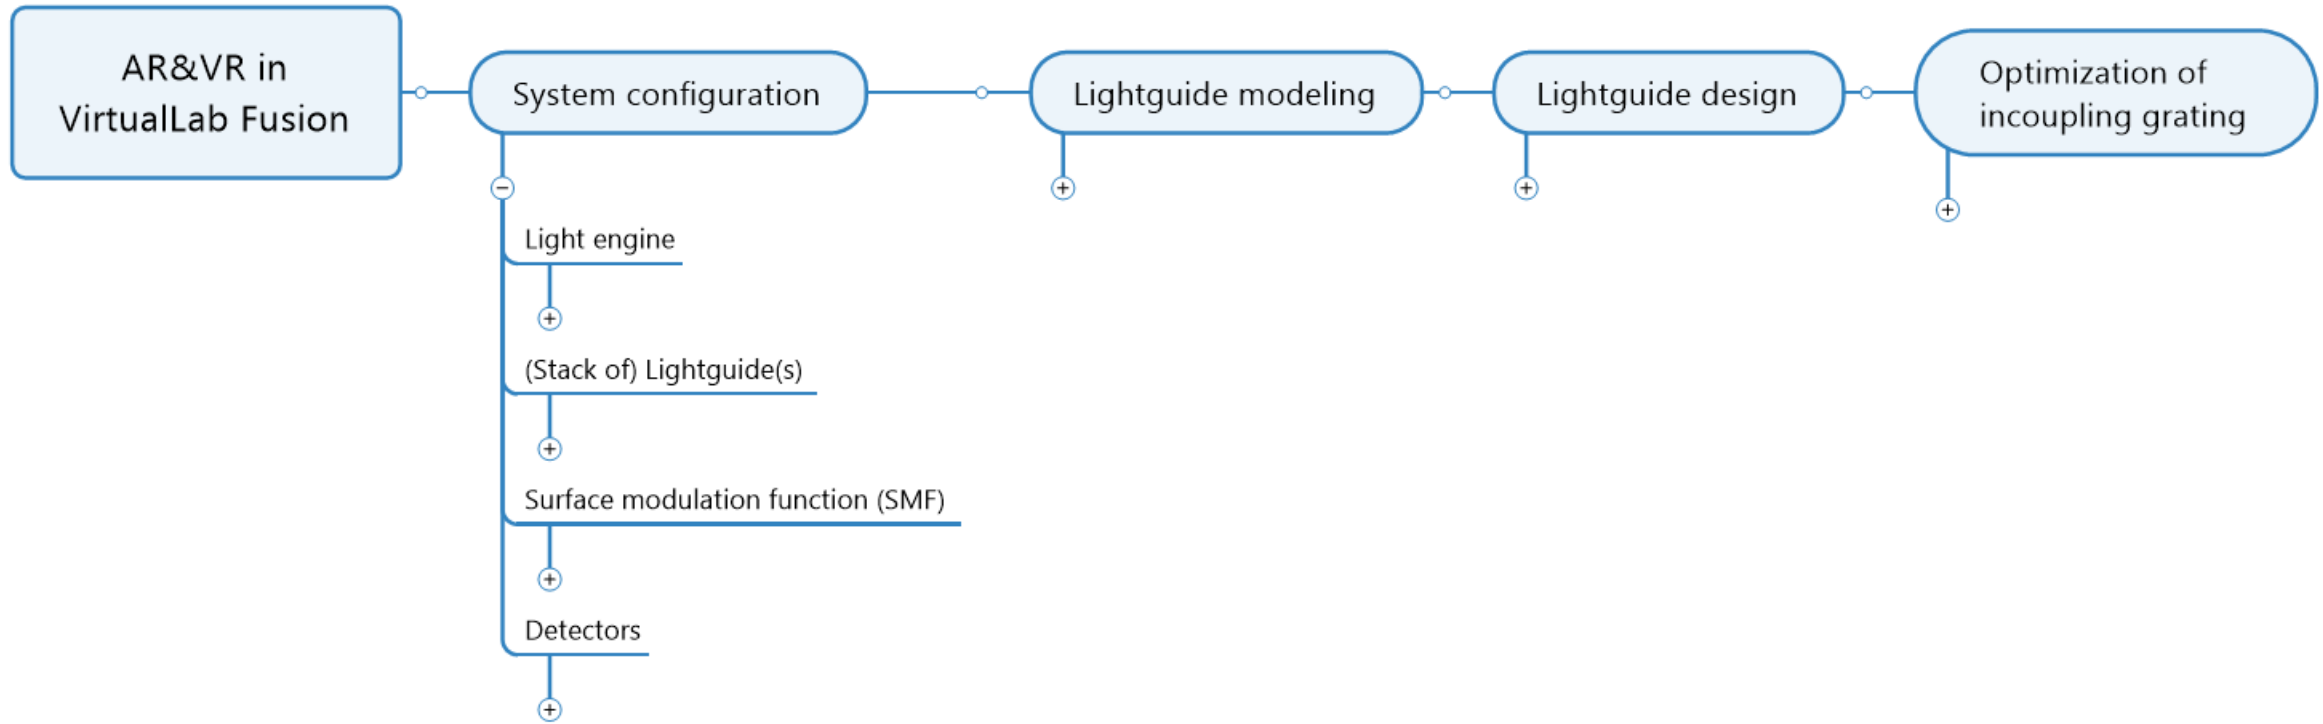 AR&VR in
VirtualLab Fusion
System configuration
Lightguide modeling
Lightguide design
Optimization of
incoupling grating
Light engine
(Stack of) Lightguide(s)
Surface modulation function (SMF)
Detectors